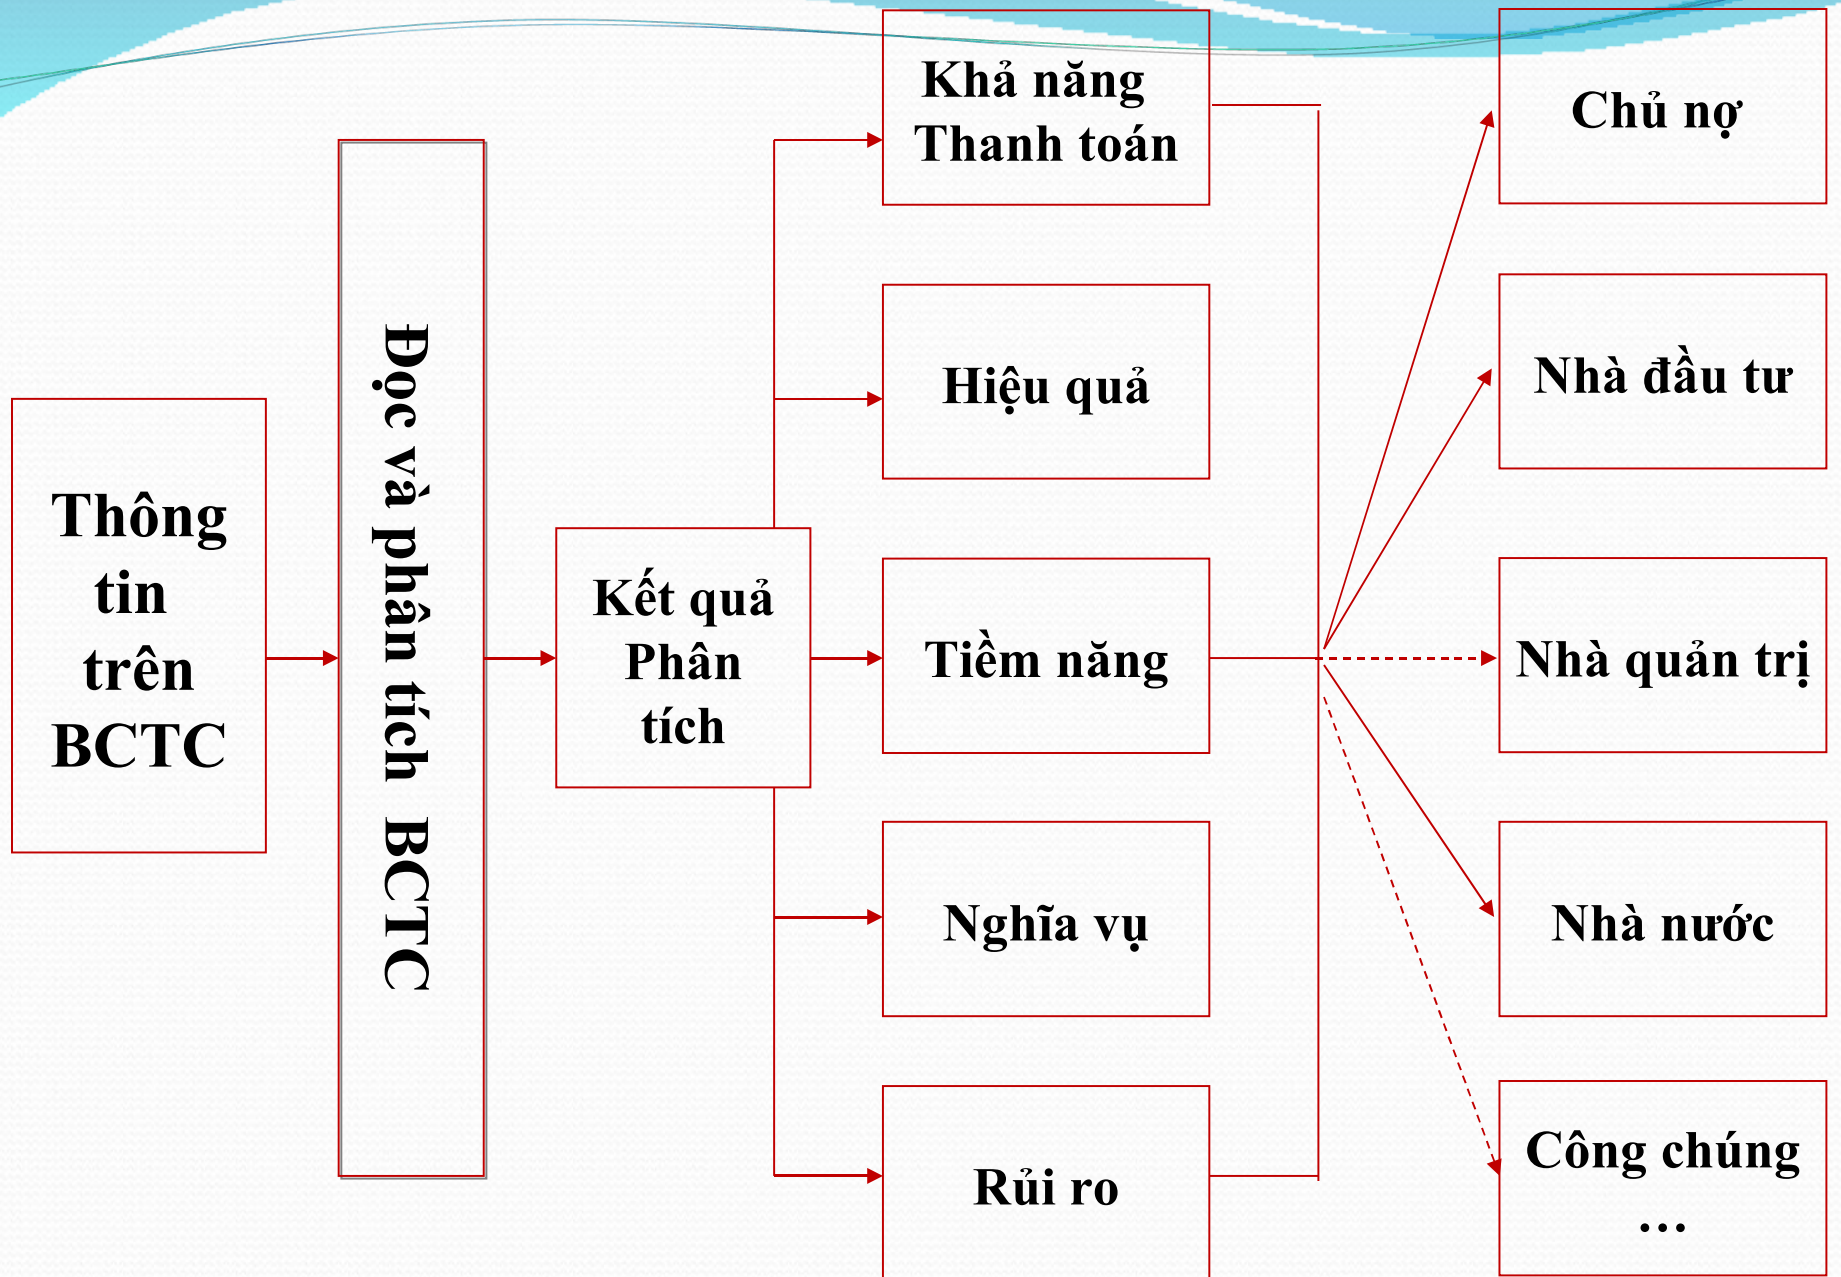 Thông
tin
trên
BCTC
Đọc và phân tích BCTC
Kết quả
Phân
tích
Khả năng
Thanh toán
Hiệu quả
Tiềm năng
Nghĩa vụ
Rủi ro
Chủ nợ
Nhà đầu tư
Nhà quản trị
Nhà nước
Công chúng
…